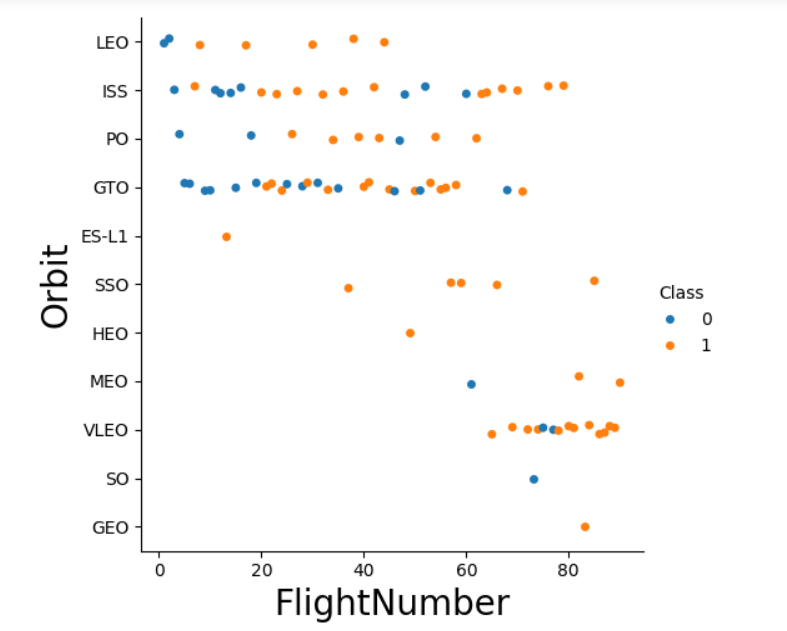 LEO
ISS
PO
GTO
ES-L1
SSO
HEO
MEO
VLEO
SO
GEO
Orbit
0 20 40 60 80
FlightNumber
Class
0
1